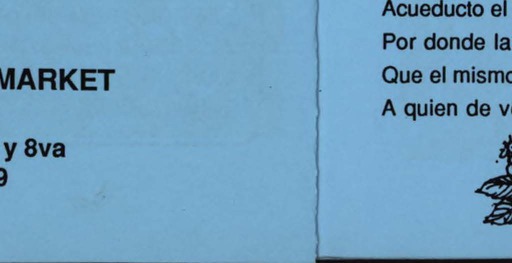 MARKET
y 8va
9
Acueducto el
Por donde la
Que el mismo
A quien de